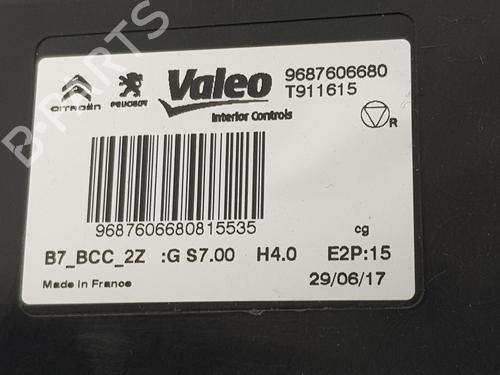 CITROËN PEUGEOT Valeo 9687606680
T911615
Interior Controls
R
9687606680815535
cg
B7_BCC_2Z :G S7.00 H4.0 E2P:15
Made in France 29/06/17
B-PARTS